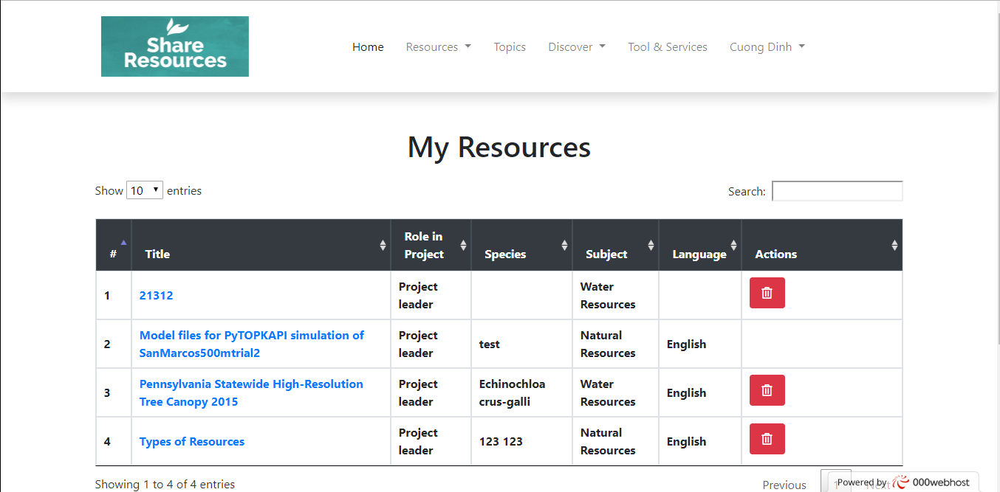 Share
Resources
Home Resources Topics Discover Tool & Services Cuong Dinh
My Resources
Show 10 entries Search:
# Title Role in Project Species Subject Language Actions
1 21312 Project leader Water Resources
2 Model files for PyTOPKAPI simulation of SanMarcos500mtrial2 Project leader test Natural Resources English
3 Pennsylvania Statewide High-Resolution Tree Canopy 2015 Project leader Echinochloa crus-galli Water Resources English
4 Types of Resources Project leader 123 123 Natural Resources English
Showing 1 to 4 of 4 entries Previous 1 Next
Powered by 000webhost